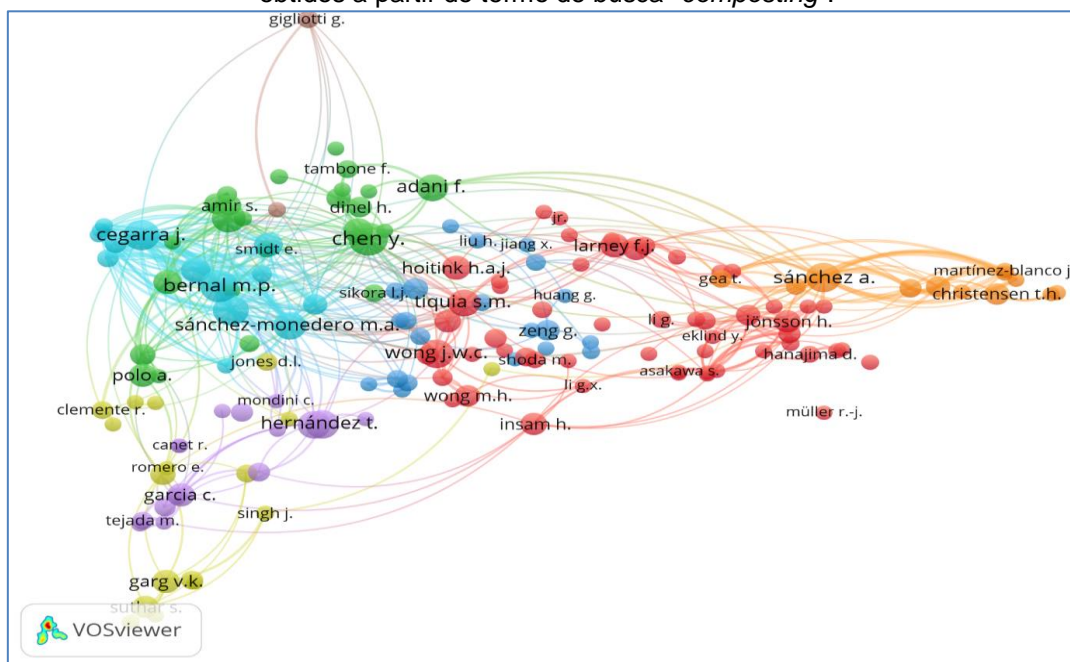 obtidos a partir do termo de busca "composting".
gigliotti g.
tambone f.
adani f.
amir s.
dinel h.
cegarra j.
smidt e.
chen y.
liu h.
jiang x.
jr.
larney f.j.
hoitink h.a.j.
gea t.
sánchez a.
martínez-blanco j.
christensen t.h.
bernal m.p.
sikora l.j.
tiquia s.m.
huang g.
sánchez-monedero m.a.
zeng g.
li g.
jönsson h.
eklind y.
jones d.l.
wong j.w.c.
shoda m.
hanajima d.
polo a.
asakawa s.
li g.x.
mondini c.
wong m.h.
clemente r.
hernández t.
insam h.
müller r.-j.
canet r.
romero e.
garcia c.
tejada m.
singh j.
garg v.k.
suthar s.
VOSviewer